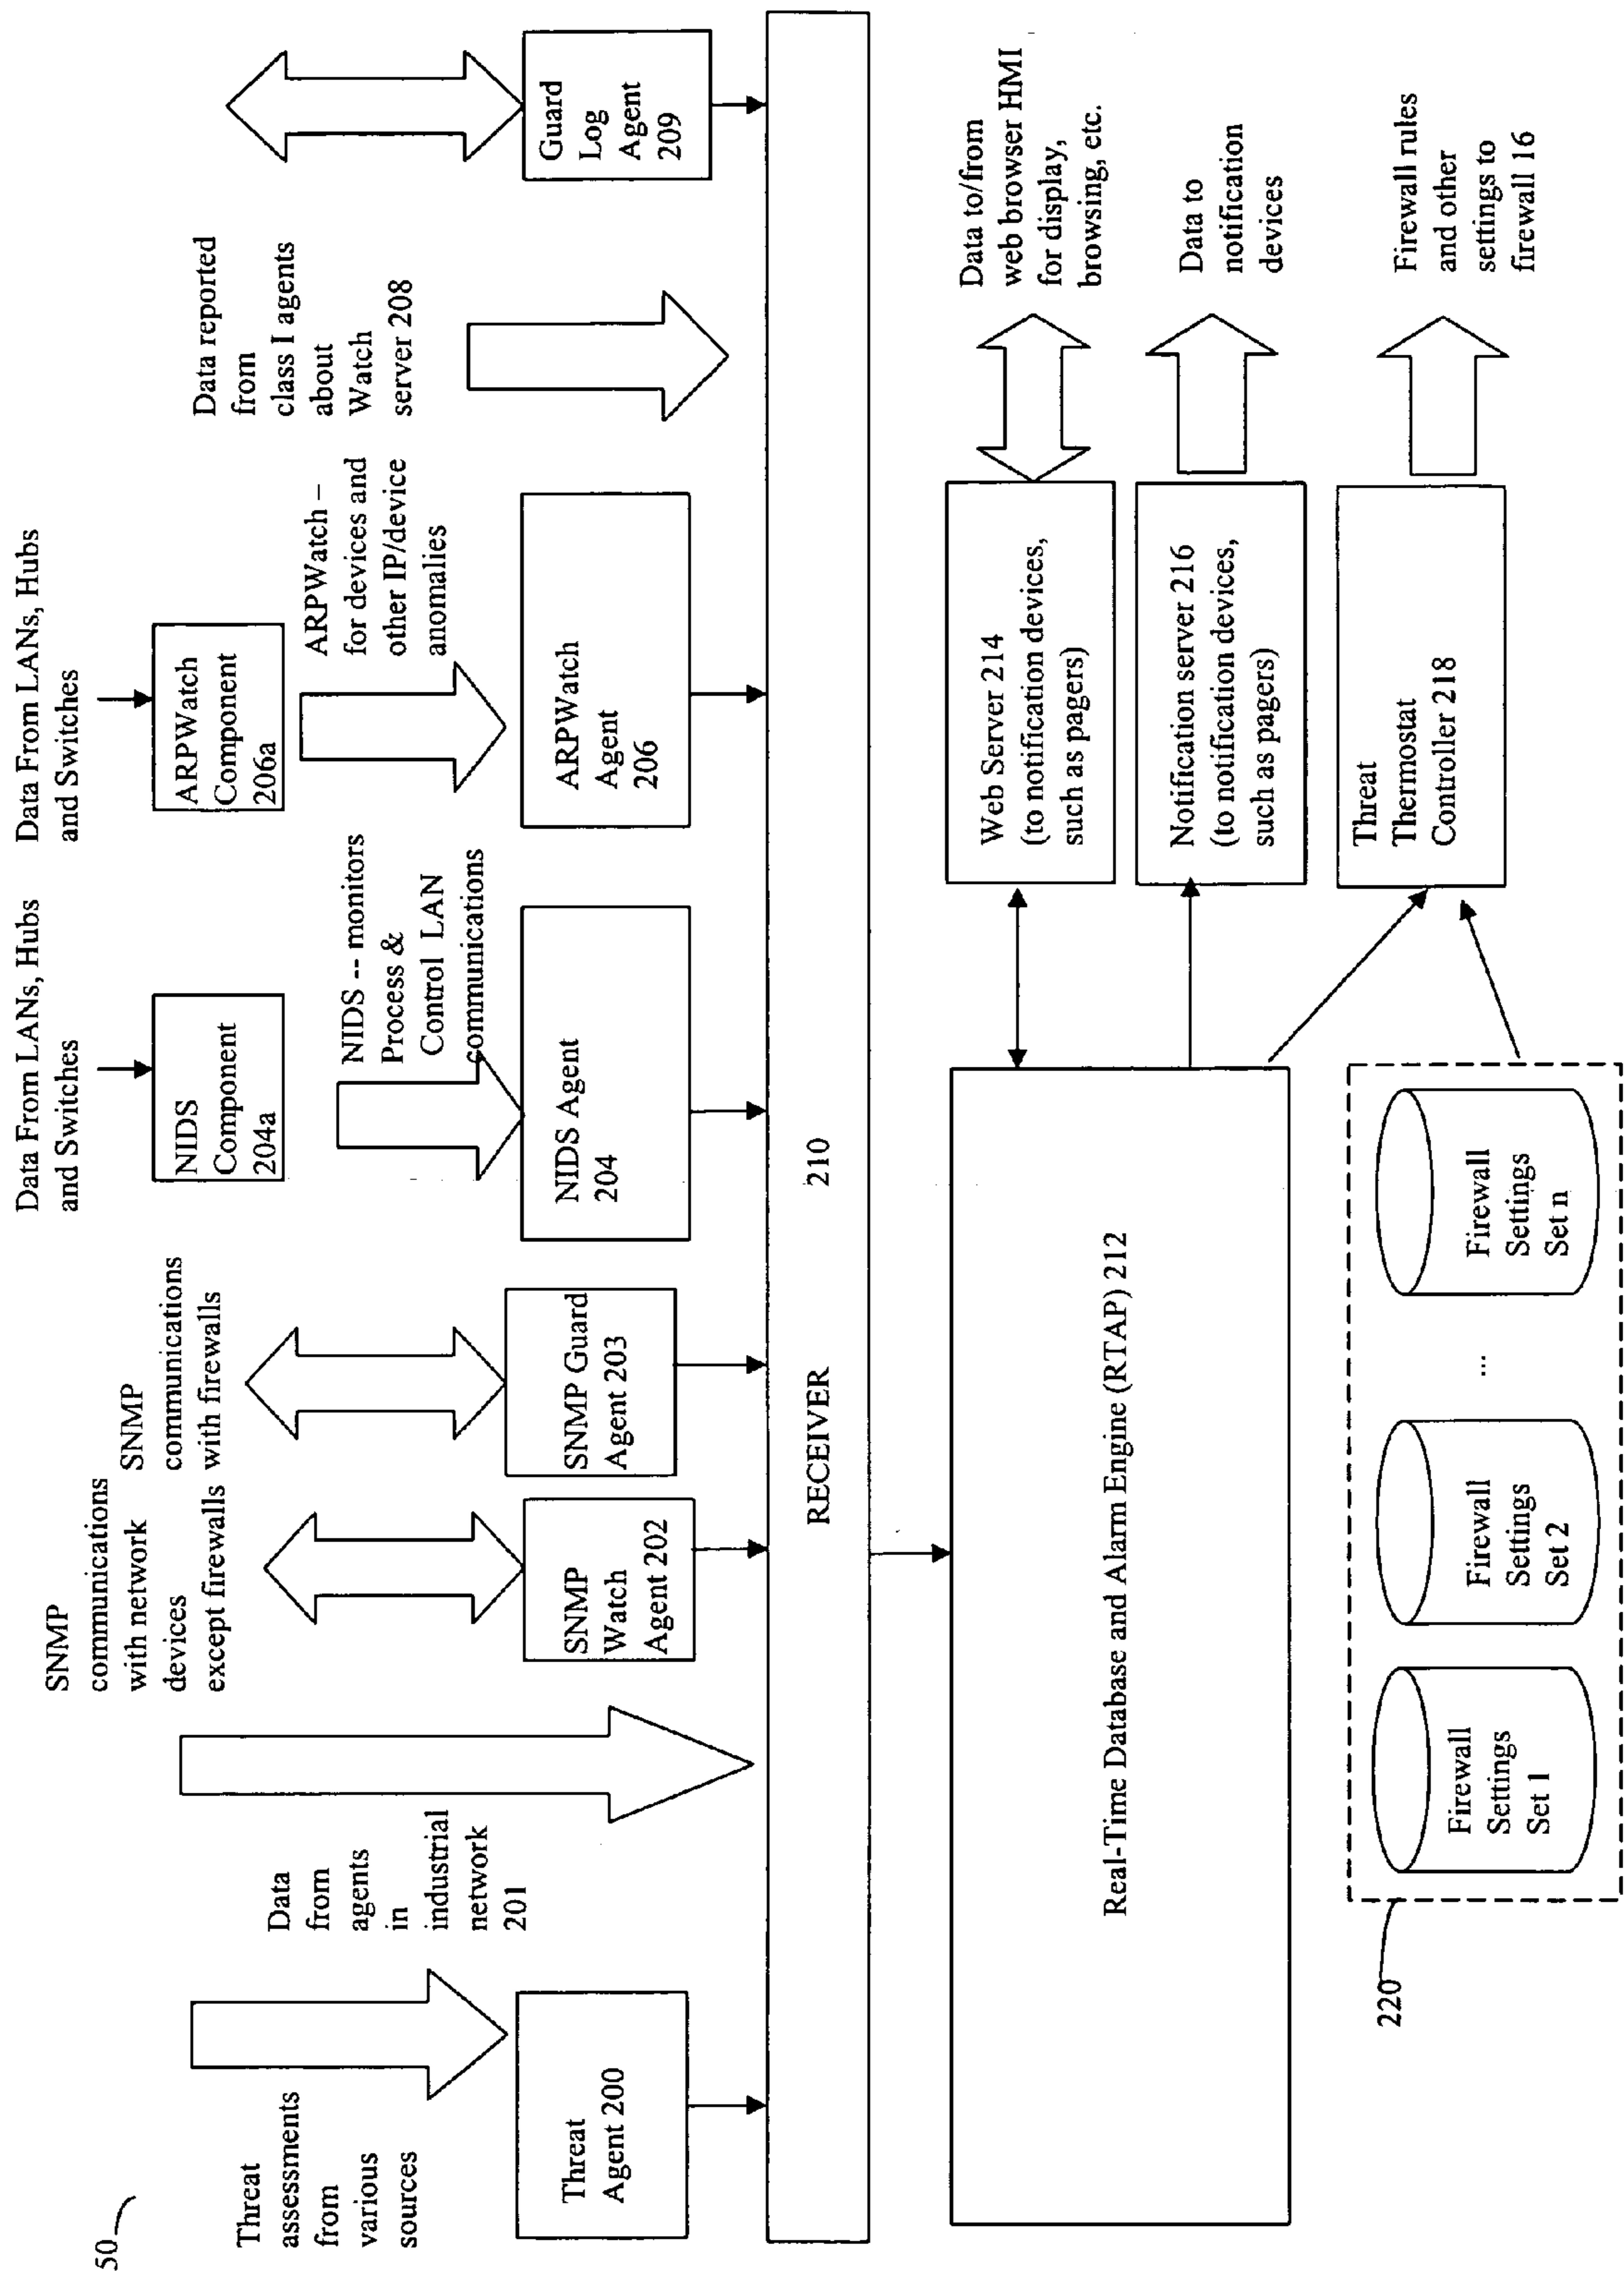 50
Threat
assessments
from
various
sources
Threat
Agent 200
Data
from
agents
in
industrial
network
201
SNMP
communications
with network
devices
except firewalls
SNMP
Watch
Agent 202
SNMP
communications
with firewalls
SNMP Guard
Agent 203
Data From LANs, Hubs
and Switches
NIDS
Component
204a
NIDS -- monitors
Process &
Control LAN
communications
NIDS Agent
204
Data From LANs, Hubs
and Switches
ARPWatch
Component
206a
ARPWatch –
for devices and
other IP/device
anomalies
ARPWatch
Agent
206
Data reported
from
class I agents
about
Watch
server 208
Guard
Log
Agent
209
RECEIVER 210
Real-Time Database and Alarm Engine (RTAP) 212
Web Server 214
(to notification devices,
such as pagers)
Data to/from
web browser HMI
for display,
browsing, etc.
Notification server 216
(to notification devices,
such as pagers)
Data to
notification
devices
Threat
Thermostat
Controller 218
Firewall rules
and other
settings to
firewall 16
220
Firewall
Settings
Set 1
Firewall
Settings
Set 2
...
Firewall
Settings
Set n